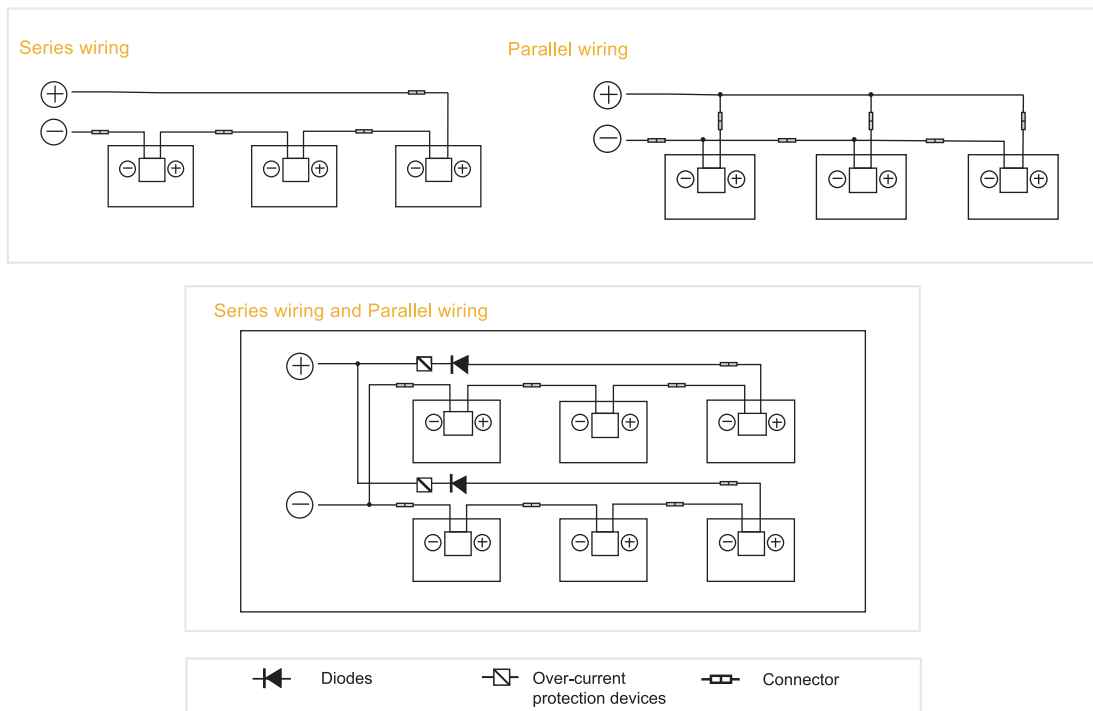 Series wiring
Parallel wiring
Series wiring and Parallel wiring
Diodes
Over-current
protection devices
Connector